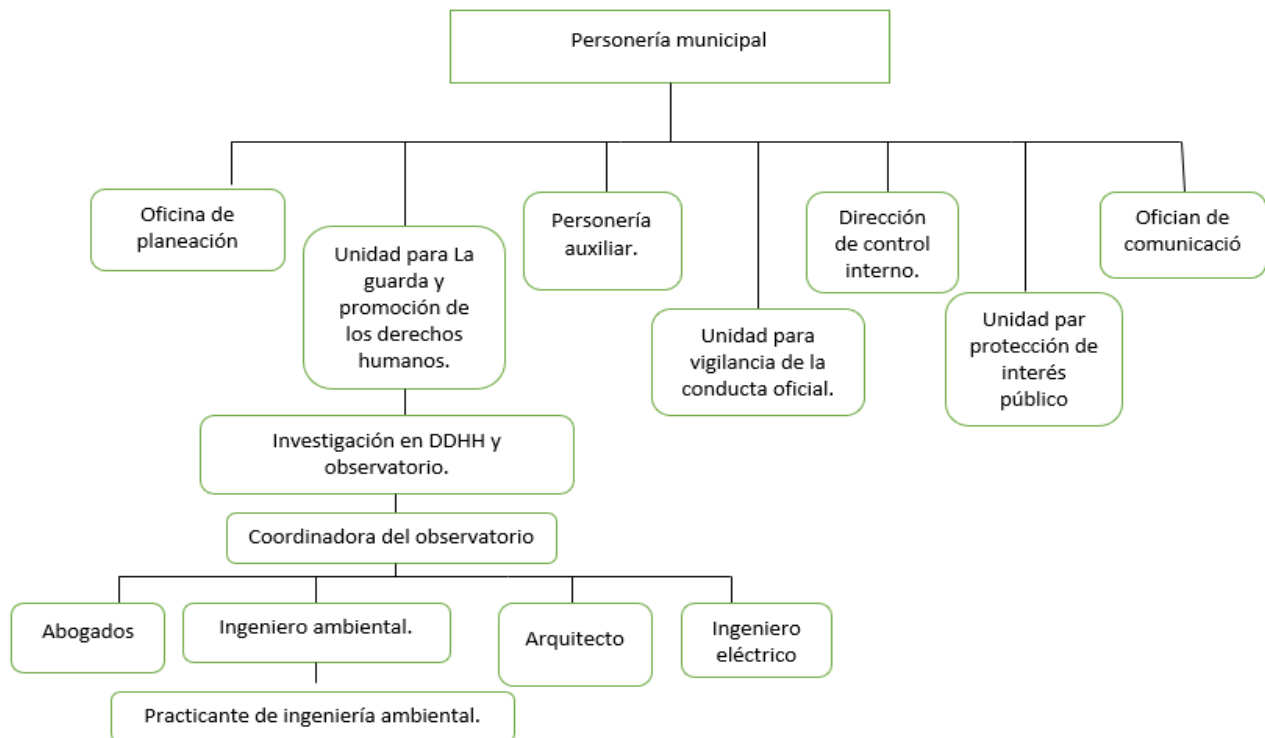 Personería municipal
Oficina de
planeación
Unidad para La
guarda y
promoción de
los derechos
humanos.
Personería
auxiliar.
Unidad para
vigilancia de la
conducta oficial.
Dirección
de control
interno.
Unidad par
protección de
interés
público
Ofician de
comunicació
Investigación en DDHH y
observatorio.
Coordinadora del observatorio
Abogados
Ingeniero ambiental.
Arquitecto
Ingeniero
eléctrico
Practicante de ingeniería ambiental.